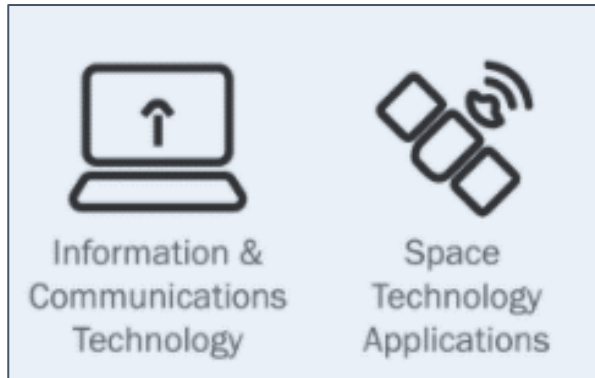 Information &
Communications
Technology
Space
Technology
Applications